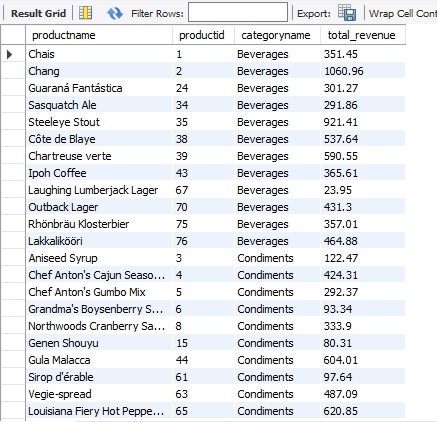 Result Grid Filter Rows: Export: Wrap Cell Cont
productname productid categoryname total_revenue
Chais 1 Beverages 351.45
Chang 2 Beverages 1060.96
Guaraná Fantástica 24 Beverages 301.27
Sasquatch Ale 34 Beverages 291.86
Steeleye Stout 35 Beverages 921.41
Côte de Blaye 38 Beverages 537.64
Chartreuse verte 39 Beverages 590.55
Ipoh Coffee 43 Beverages 365.61
Laughing Lumberjack Lager 67 Beverages 23.95
Outback Lager 70 Beverages 431.3
Rhönbräu Klosterbier 75 Beverages 357.01
Lakkalikööri 76 Beverages 464.88
Aniseed Syrup 3 Condiments 122.47
Chef Anton's Cajun Seaso... 4 Condiments 424.31
Chef Anton's Gumbo Mix 5 Condiments 292.37
Grandma's Boysenberry S... 6 Condiments 93.34
Northwoods Cranberry Sa... 8 Condiments 333.9
Genen Shouyu 15 Condiments 80.31
Gula Malacca 44 Condiments 604.01
Sirop d'érable 61 Condiments 97.64
Vegie-spread 63 Condiments 487.09
Louisiana Fiery Hot Peppe... 65 Condiments 620.85